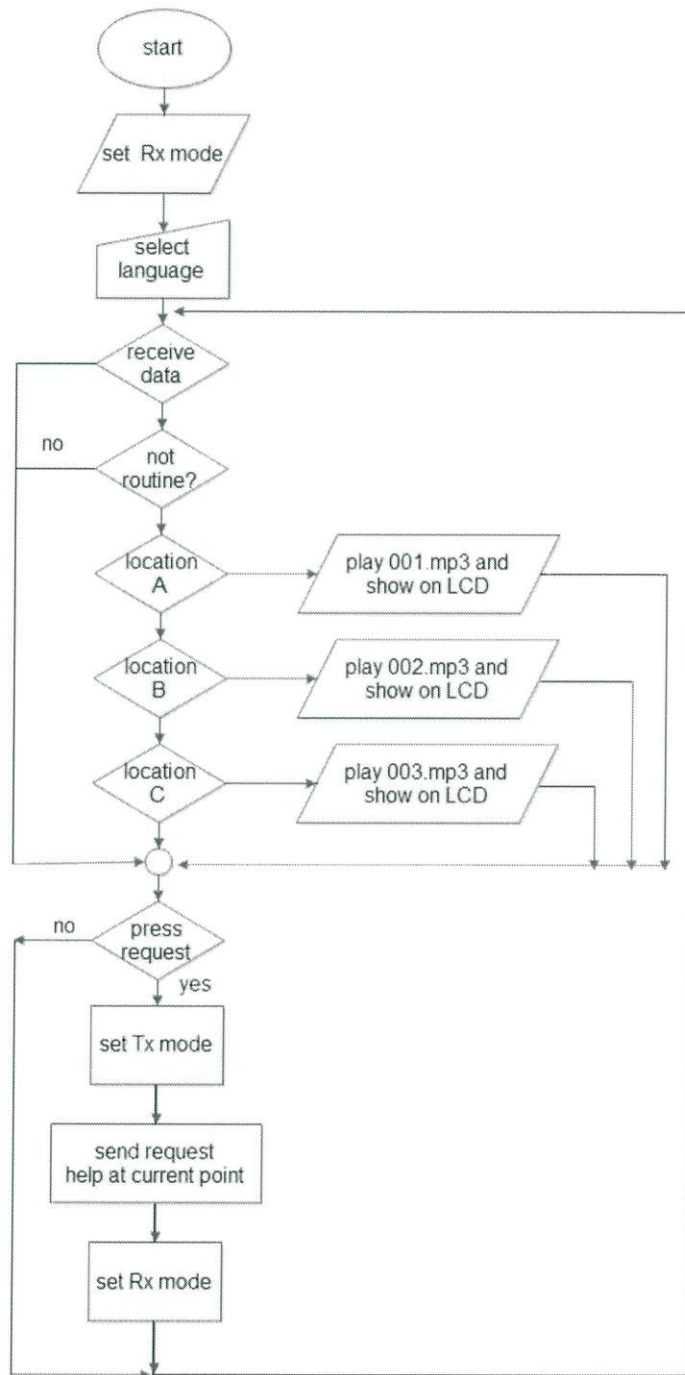 start
set Rx mode
select
language
receive
data
no
not
routine?
location
A
play 001.mp3 and
show on LCD
location
B
play 002.mp3 and
show on LCD
location
C
play 003.mp3 and
show on LCD
no
press
request
yes
set Tx mode
send request
help at current point
set Rx mode